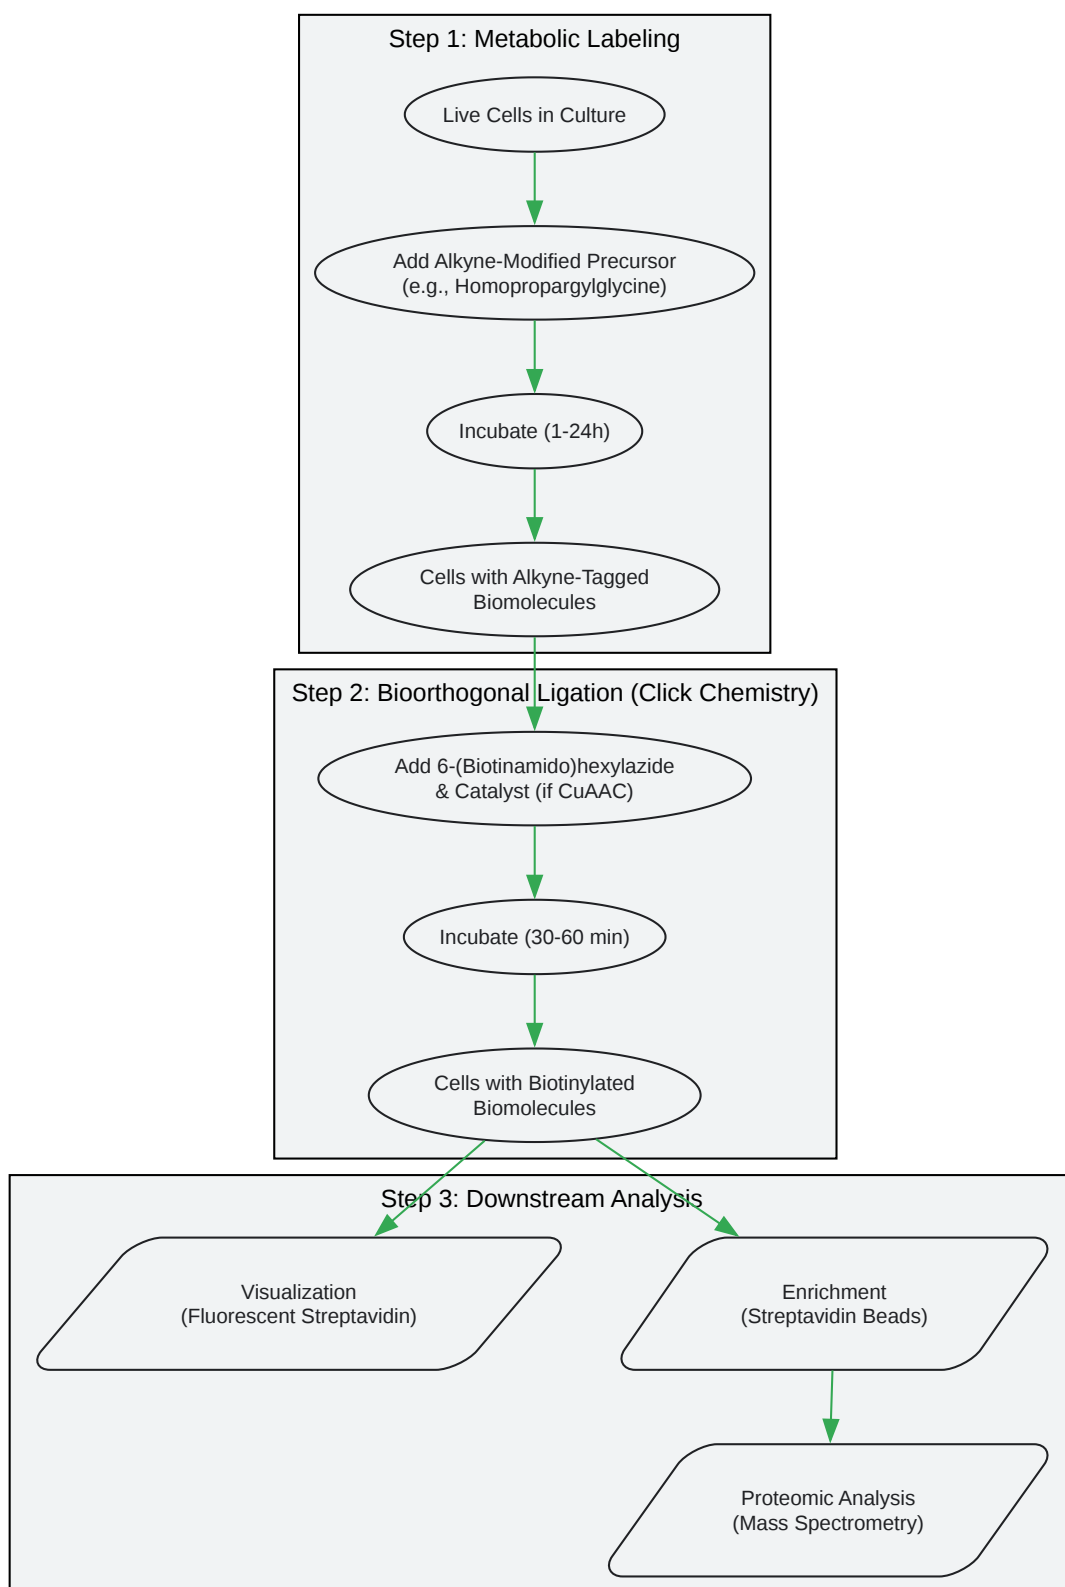 Step 1: Metabolic Labeling
Live Cells in Culture
Add Alkyne-Modified Precursor
(e.g., Homopropargylglycine)
Incubate (1-24h)
Cells with Alkyne-Tagged
Biomolecules
Step 2: Bioorthogonal Ligation (Click Chemistry)
Add 6-(Biotinamido)hexylazide
& Catalyst (if CuAAC)
Incubate (30-60 min)
Cells with Biotinylated
Biomolecules
Step 3: Downstream Analysis
Visualization
(Fluorescent Streptavidin)
Enrichment
(Streptavidin Beads)
Proteomic Analysis
(Mass Spectrometry)